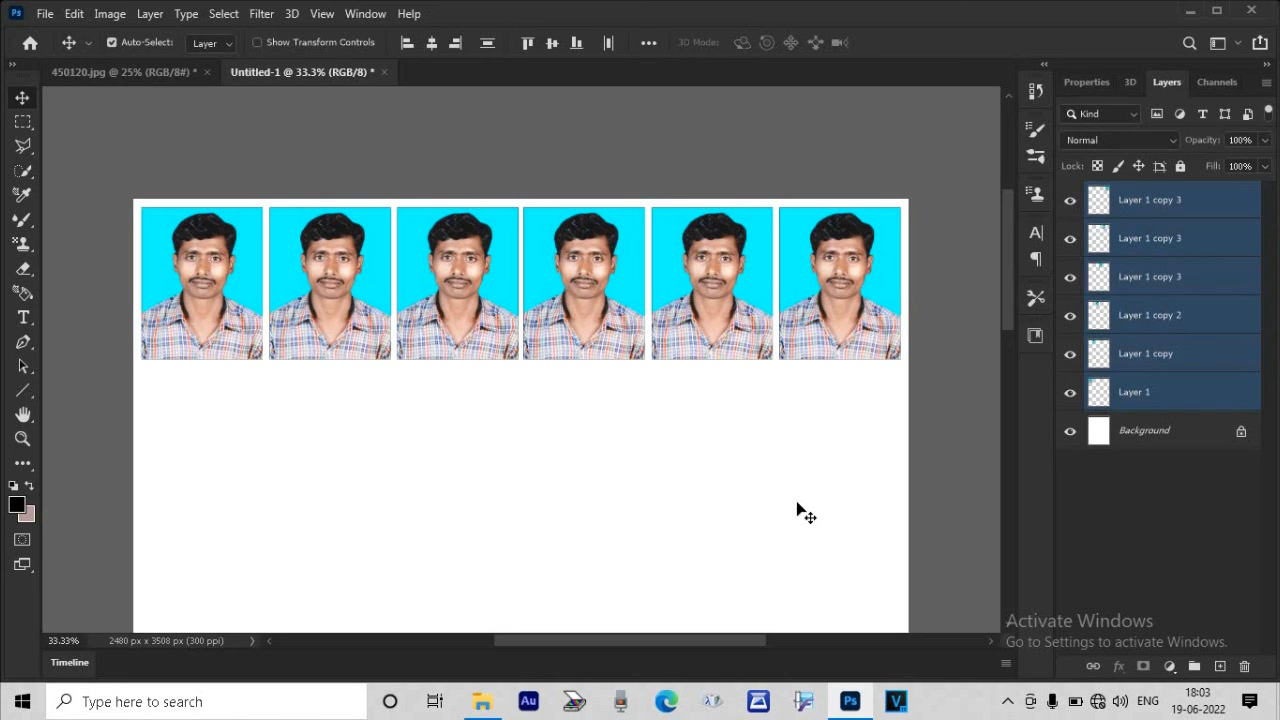 Ps File Edit Image Layer Type Select Filter 3D View Window Help
Auto-Select: Layer Show Transform Controls ••• 3D Mode:
450120.jpg @ 25% (RGB/8#) * × Untitled-1 @ 33.3% (RGB/8) * ×
Properties 3D Layers Channels
Kind
Normal Opacity: 100%
Lock: Fill: 100%
Layer 1 copy 3
Layer 1 copy 3
Layer 1 copy 3
Layer 1 copy 2
Layer 1 copy
Layer 1
Background
33.33% 2480 px x 3508 px (300 ppi)
Timeline
Activate Windows
Go to Settings to activate Windows.
Type here to search
Au
Ps
V
ENG
18:03
19-06-2022